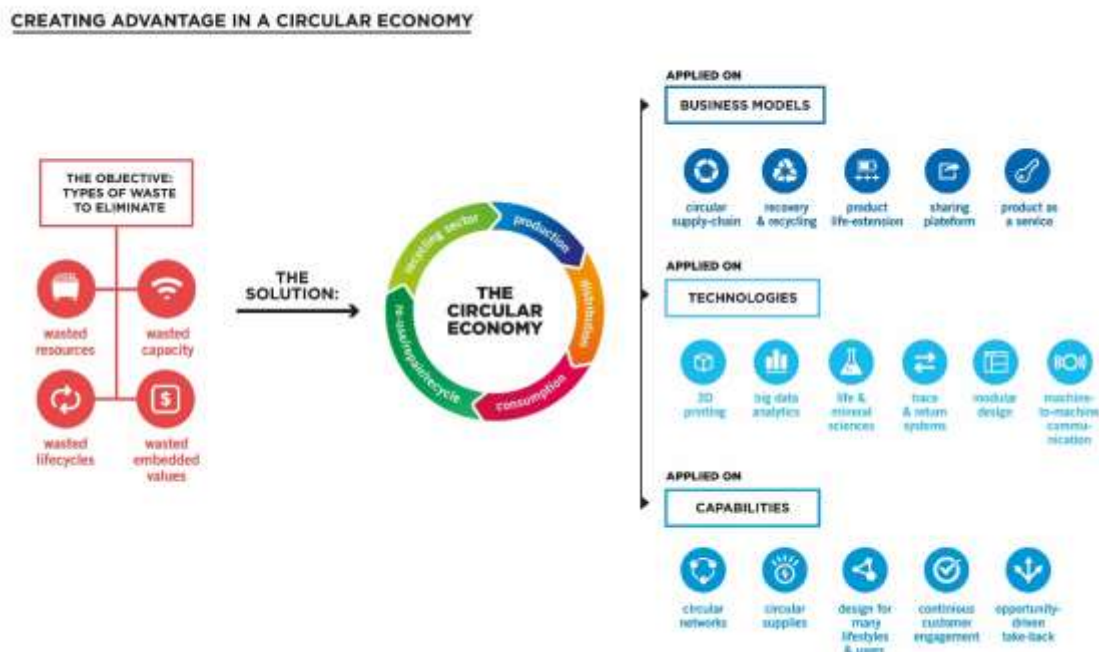 CREATING ADVANTAGE IN A CIRCULAR ECONOMY
THE OBJECTIVE:
TYPES OF WASTE
TO ELIMINATE
wasted
resources
wasted
capacity
wasted
lifecycles
$
wasted
embedded
values
THE
SOLUTION:
THE
CIRCULAR
ECONOMY
production
distribution
consumption
re-use/repair/recycle
recycling sector
APPLIED ON
BUSINESS MODELS
circular
supply-chain
recovery
& recycling
product
life-extension
sharing
plateform
product as
a service
APPLIED ON
TECHNOLOGIES
3D
printing
big data
analytics
life &
mineral
sciences
trace
& return
systems
modular
design
machine-
to-machine
commu-
nication
APPLIED ON
CAPABILITIES
circular
networks
circular
supplies
design for
many
lifestyles
& users
continious
customer
engagement
opportunity-
driven
take-back